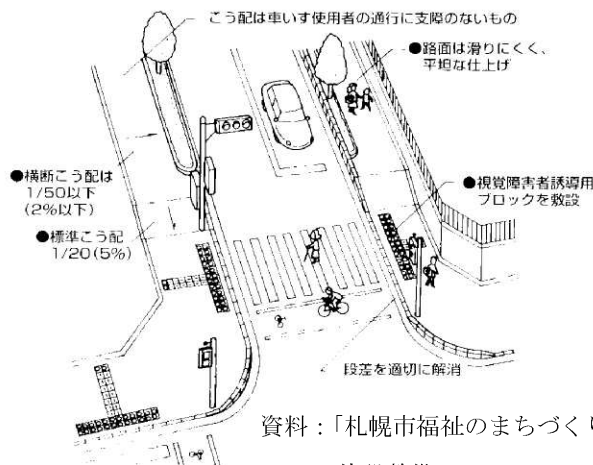 こう配は車いす使用者の通行に支障のないもの
●路面は滑りにくく、
平坦な仕上げ
●横断こう配は
1/50以下
(2%以下)
●標準こう配
1/20(5%)
●視覚障害者誘導用
ブロックを敷設
段差を適切に解消
資料:「札幌市福祉のまちづくり